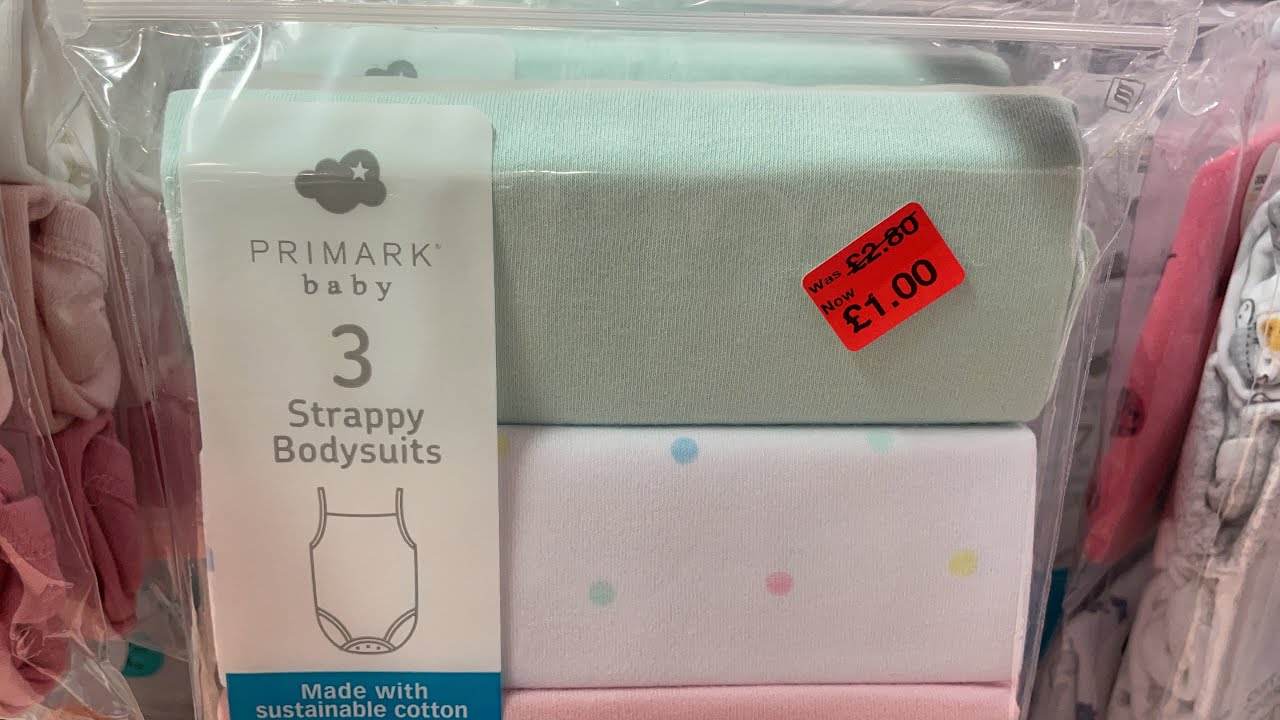 PRIMARK®
baby
3
Strappy
Bodysuits
Made with
sustainable cotton
Was £2.80
Now
£1.00